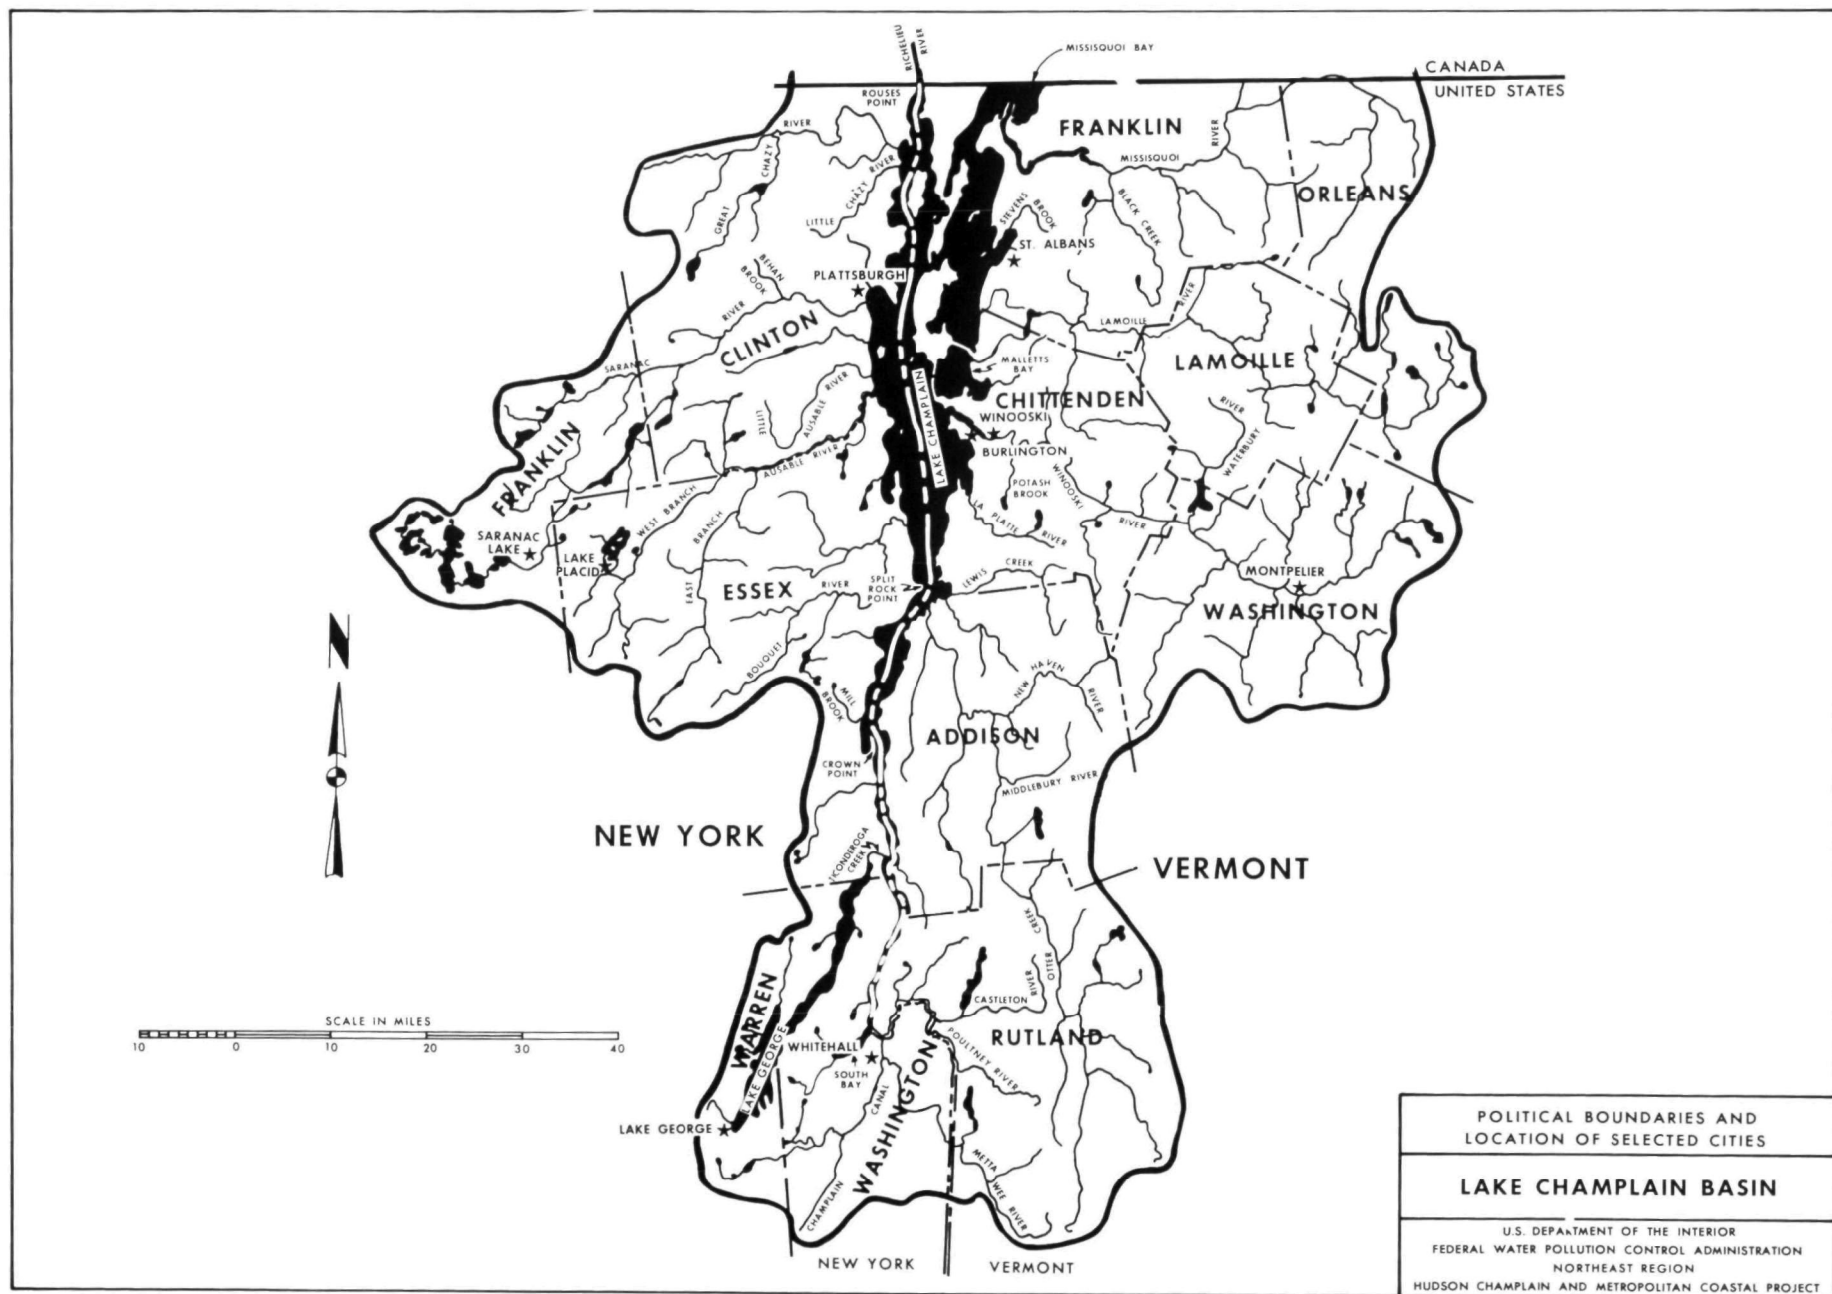 RICHELIEU
RIVER
MISSISQUOI BAY
CANADA
UNITED STATES
ROUSES
POINT
FRANKLIN
RIVER
GREAT CHAZY
RIVER
LITTLE CHAZY RIVER
MISSISQUOI
RIVER
ORLEANS
STEVENS
BROOK
BLACK CREEK
ST. ALBANS
BEHAN
BROOK
PLATTSBURGH
CLINTON
SARANAC
RIVER
LAMOILLE
RIVER
LAMOILLE
MALLETTS
BAY
LAKE CHAMPLAIN
CHITTENDEN
WINOOSKI
BURLINGTON
LITTLE
AUSABLE RIVER
AUSABLE RIVER
FRANKLIN
WATERBURY
RIVER
POTASH
BROOK
WINOOSKI
RIVER
LA PLATTE
RIVER
WEST BRANCH
EAST
BRANCH
SARANAC
LAKE
LAKE
PLACID
ESSEX
SPLIT
ROCK
POINT
LEWIS
CREEK
MONTPELIER
WASHINGTON
BOUQUET
RIVER
N
MILL
BROOK
NEW HAVEN
RIVER
ADDISON
CROWN
POINT
MIDDLEBURY RIVER
NEW YORK
TICONDEROGA
CREEK
VERMONT
OTTER
CREEK
WARREN
LAKE GEORGE
CASTLETON
RIVER
RUTLAND
SCALE IN MILES
10 0 10 20 30 40
WHITEHALL
SOUTH
BAY
POULTNEY RIVER
WASHINGTON
LAKE GEORGE
CHAMPLAIN
CANAL
METTAWEE
RIVER
NEW YORK
VERMONT
POLITICAL BOUNDARIES AND
LOCATION OF SELECTED CITIES
LAKE CHAMPLAIN BASIN
U.S. DEPARTMENT OF THE INTERIOR
FEDERAL WATER POLLUTION CONTROL ADMINISTRATION
NORTHEAST REGION
HUDSON CHAMPLAIN AND METROPOLITAN COASTAL PROJECT